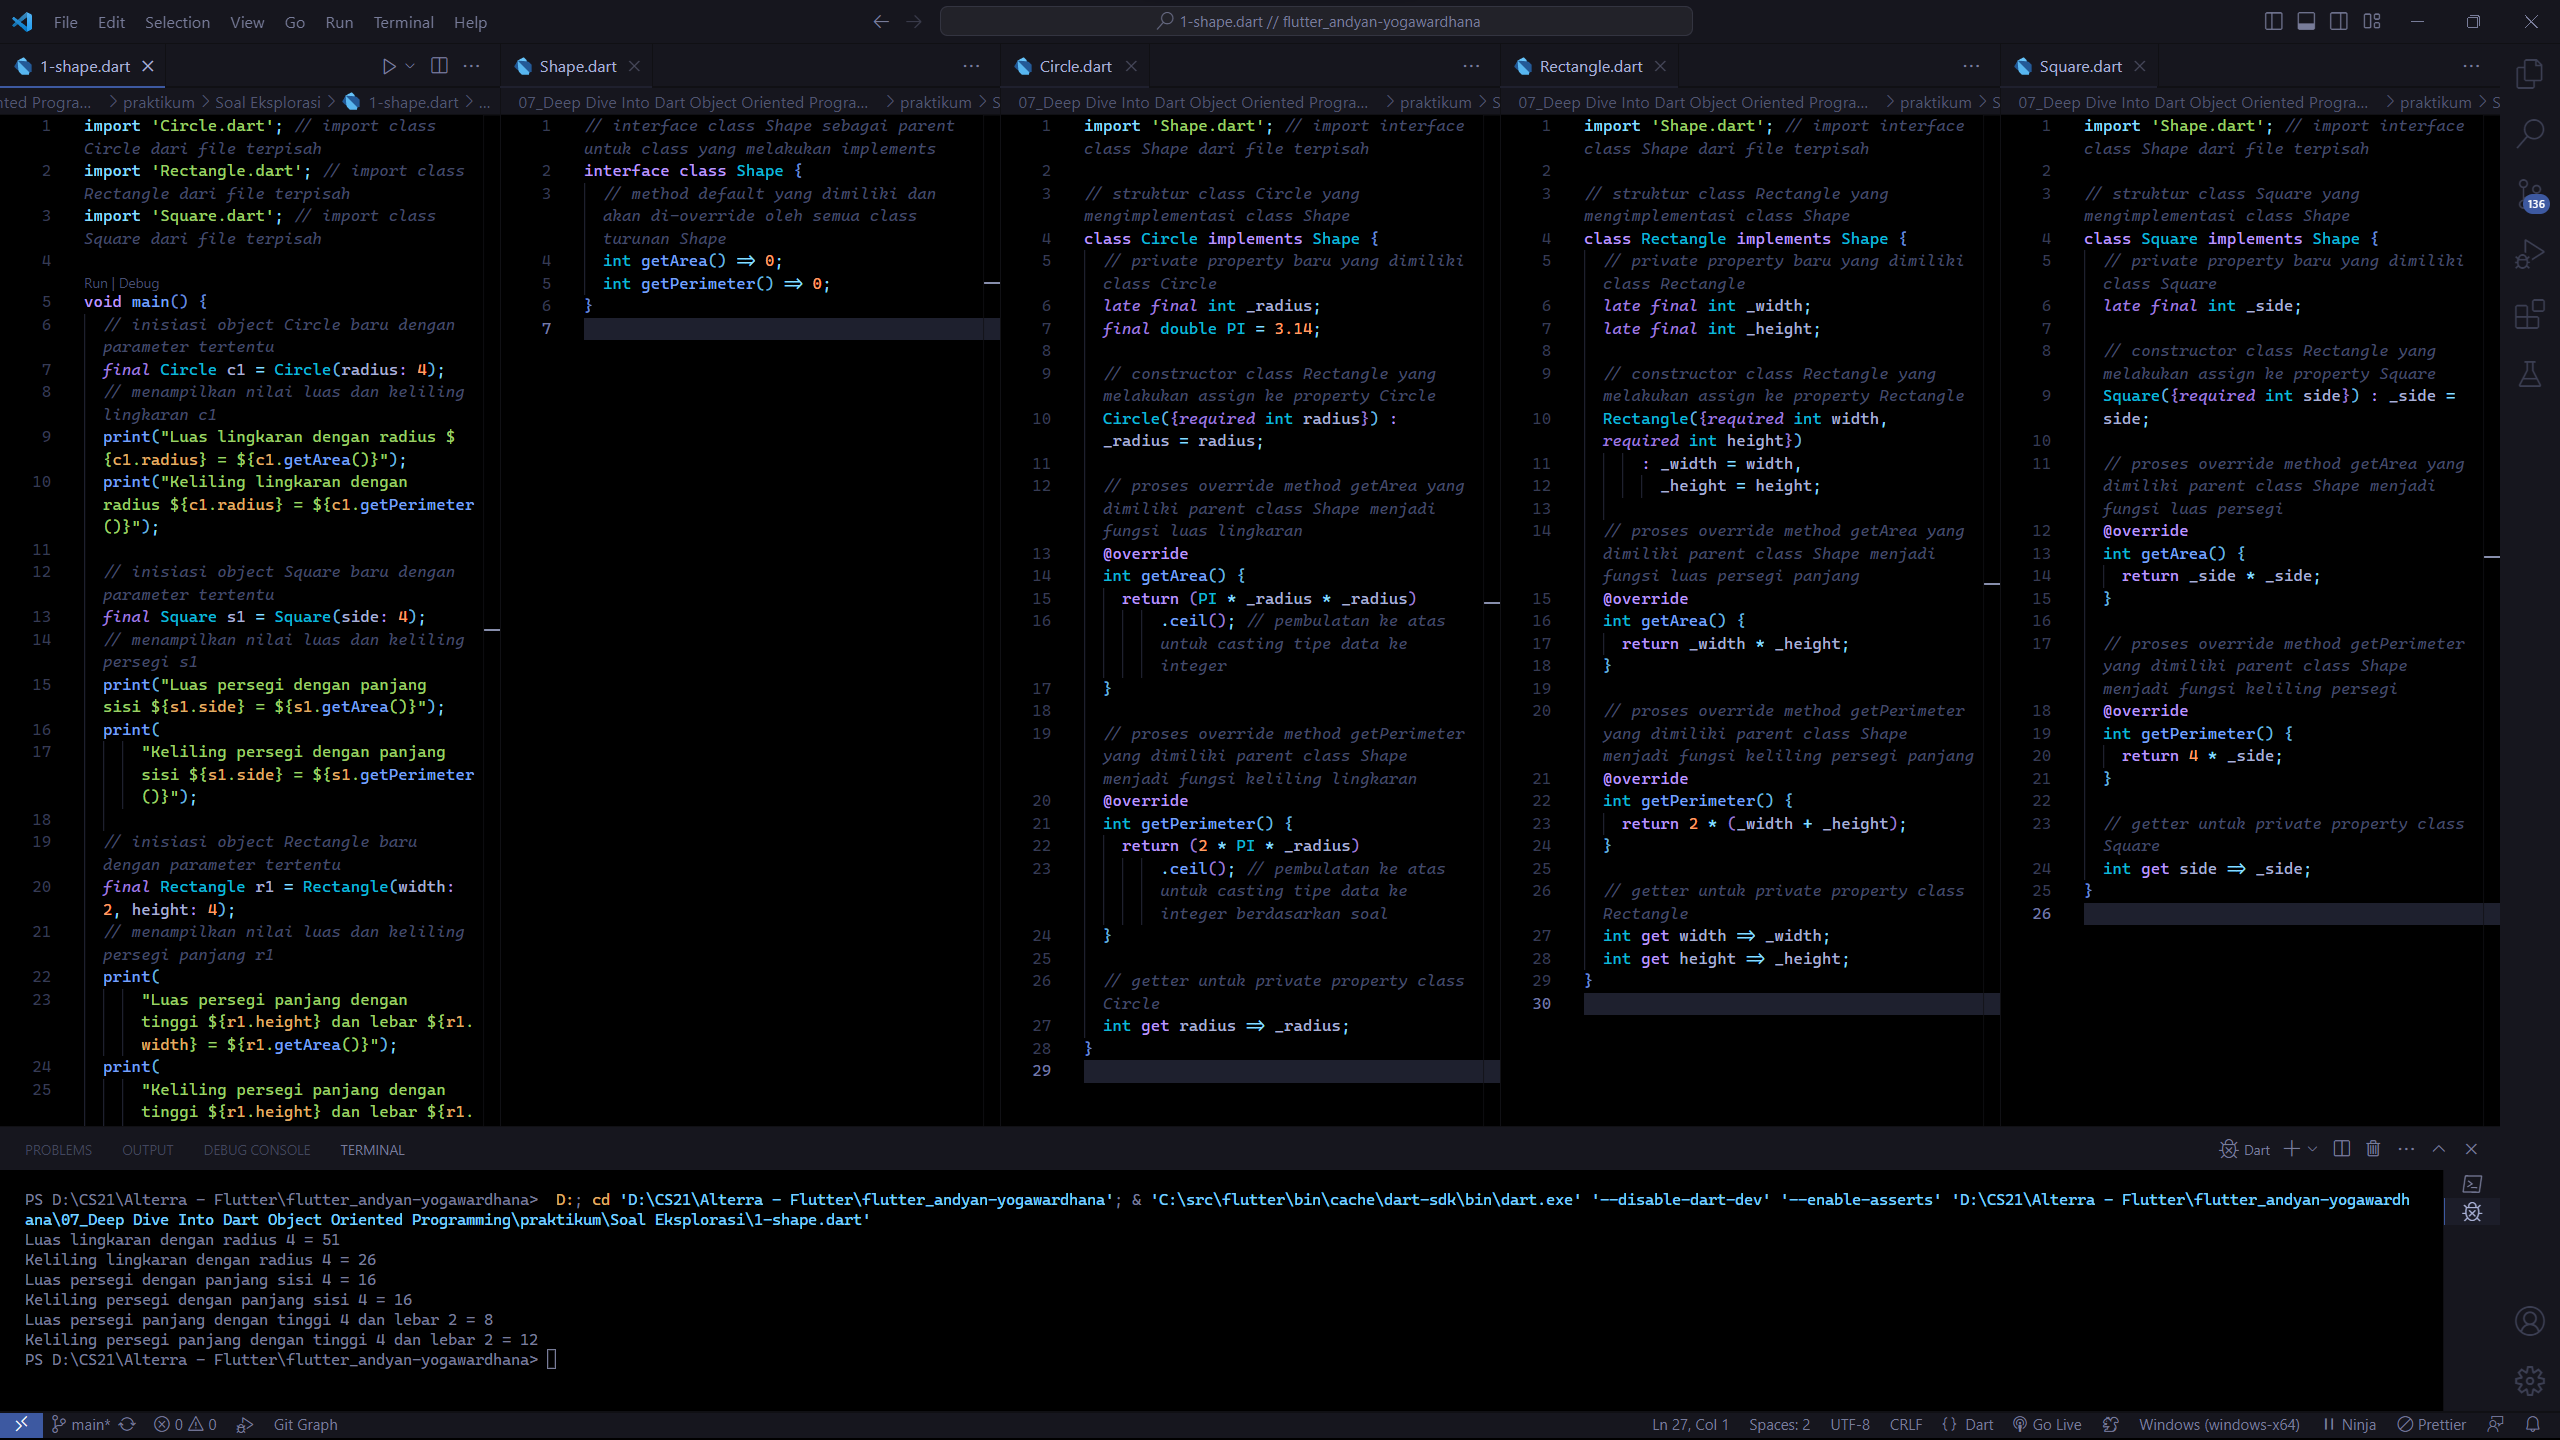 File Edit Selection View Go Run Terminal Help
1-shape.dart // flutter_andyan-yogawardhana
1-shape.dart
nted Progra... > praktikum > Soal Eksplorasi > 1-shape.dart > ...
1 import 'Circle.dart'; // import class
Circle dari file terpisah
2 import 'Rectangle.dart'; // import class
Rectangle dari file terpisah
3 import 'Square.dart'; // import class
Square dari file terpisah
4
Run | Debug
5 void main() {
6 // inisiasi object Circle baru dengan
parameter tertentu
7 final Circle c1 = Circle(radius: 4);
8 // menampilkan nilai luas dan keliling
lingkaran c1
9 print("Luas lingkaran dengan radius $
{c1.radius} = ${c1.getArea()}");
10 print("Keliling lingkaran dengan
radius ${c1.radius} = ${c1.getPerimeter
()}");
11
12 // inisiasi object Square baru dengan
parameter tertentu
13 final Square s1 = Square(side: 4);
14 // menampilkan nilai luas dan keliling
persegi s1
15 print("Luas persegi dengan panjang
sisi ${s1.side} = ${s1.getArea()}");
16 print(
17 "Keliling persegi dengan panjang
sisi ${s1.side} = ${s1.getPerimeter
()}");
18
19 // inisiasi object Rectangle baru
dengan parameter tertentu
20 final Rectangle r1 = Rectangle(width:
2, height: 4);
21 // menampilkan nilai luas dan keliling
persegi panjang r1
22 print(
23 "Luas persegi panjang dengan
tinggi ${r1.height} dan lebar ${r1.
width} = ${r1.getArea()}");
24 print(
25 "Keliling persegi panjang dengan
tinggi ${r1.height} dan lebar ${r1.
Shape.dart
07_Deep Dive Into Dart Object Oriented Progra... > praktikum > S
1 // interface class Shape sebagai parent
untuk class yang melakukan implements
2 interface class Shape {
3 // method default yang dimiliki dan
akan di-override oleh semua class
turunan Shape
4 int getArea() => 0;
5 int getPerimeter() => 0;
6 }
7
Circle.dart
07_Deep Dive Into Dart Object Oriented Progra... > praktikum > S
1 import 'Shape.dart'; // import interface
class Shape dari file terpisah
2
3 // struktur class Circle yang
mengimplementasi class Shape
4 class Circle implements Shape {
5 // private property baru yang dimiliki
class Circle
6 late final int _radius;
7 final double PI = 3.14;
8
9 // constructor class Rectangle yang
melakukan assign ke property Circle
10 Circle({required int radius}) :
_radius = radius;
11
12 // proses override method getArea yang
dimiliki parent class Shape menjadi
fungsi luas lingkaran
13 @override
14 int getArea() {
15 return (PI * _radius * _radius)
16 .ceil(); // pembulatan ke atas
untuk casting tipe data ke
integer
17 }
18
19 // proses override method getPerimeter
yang dimiliki parent class Shape
menjadi fungsi keliling lingkaran
20 @override
21 int getPerimeter() {
22 return (2 * PI * _radius)
23 .ceil(); // pembulatan ke atas
untuk casting tipe data ke
integer berdasarkan soal
24 }
25
26 // getter untuk private property class
Circle
27 int get radius => _radius;
28 }
29
Rectangle.dart
07_Deep Dive Into Dart Object Oriented Progra... > praktikum > S
1 import 'Shape.dart'; // import interface
class Shape dari file terpisah
2
3 // struktur class Rectangle yang
mengimplementasi class Shape
4 class Rectangle implements Shape {
5 // private property baru yang dimiliki
class Rectangle
6 late final int _width;
7 late final int _height;
8
9 // constructor class Rectangle yang
melakukan assign ke property Rectangle
10 Rectangle({required int width,
required int height})
11 : _width = width,
12 _height = height;
13
14 // proses override method getArea yang
dimiliki parent class Shape menjadi
fungsi luas persegi panjang
15 @override
16 int getArea() {
17 return _width * _height;
18 }
19
20 // proses override method getPerimeter
yang dimiliki parent class Shape
menjadi fungsi keliling persegi panjang
21 @override
22 int getPerimeter() {
23 return 2 * (_width + _height);
24 }
25
26 // getter untuk private property class
Rectangle
27 int get width => _width;
28 int get height => _height;
29 }
30
Square.dart
07_Deep Dive Into Dart Object Oriented Progra... > praktikum > S
1 import 'Shape.dart'; // import interface
class Shape dari file terpisah
2
3 // struktur class Square yang
mengimplementasi class Shape
4 class Square implements Shape {
5 // private property baru yang dimiliki
class Square
6 late final int _side;
7
8 // constructor class Rectangle yang
melakukan assign ke property Square
9 Square({required int side}) : _side =
side;
10
11 // proses override method getArea yang
dimiliki parent class Shape menjadi
fungsi luas persegi
12 @override
13 int getArea() {
14 return _side * _side;
15 }
16
17 // proses override method getPerimeter
yang dimiliki parent class Shape
menjadi fungsi keliling persegi
18 @override
19 int getPerimeter() {
20 return 4 * _side;
21 }
22
23 // getter untuk private property class
Square
24 int get side => _side;
25 }
26
136
PROBLEMS OUTPUT DEBUG CONSOLE TERMINAL
Dart
PS D:\CS21\Alterra - Flutter\flutter_andyan-yogawardhana> D:; cd 'D:\CS21\Alterra - Flutter\flutter_andyan-yogawardhana'; & 'C:\src\flutter\bin\cache\dart-sdk\bin\dart.exe' '--disable-dart-dev' '--enable-asserts' 'D:\CS21\Alterra - Flutter\flutter_andyan-yogawardh
ana\07_Deep Dive Into Dart Object Oriented Programming\praktikum\Soal Eksplorasi\1-shape.dart'
Luas lingkaran dengan radius 4 = 51
Keliling lingkaran dengan radius 4 = 26
Luas persegi dengan panjang sisi 4 = 16
Keliling persegi dengan panjang sisi 4 = 16
Luas persegi panjang dengan tinggi 4 dan lebar 2 = 8
Keliling persegi panjang dengan tinggi 4 dan lebar 2 = 12
PS D:\CS21\Alterra - Flutter\flutter_andyan-yogawardhana>
main* 0 0 Git Graph
Ln 27, Col 1 Spaces: 2 UTF-8 CRLF {} Dart Go Live Windows (windows-x64) Ninja Prettier